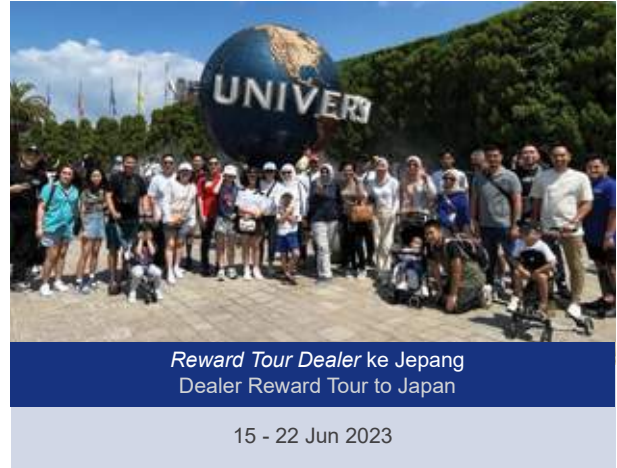 UNIVERS
Reward Tour Dealer ke Jepang
Dealer Reward Tour to Japan
15 - 22 Jun 2023